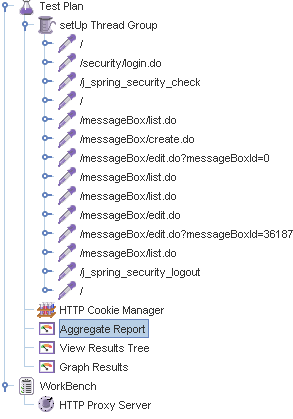 Test Plan
setUp Thread Group
/
/security/login.do
/j_spring_security_check
/
/messageBox/list.do
/messageBox/create.do
/messageBox/edit.do?messageBoxId=0
/messageBox/list.do
/messageBox/list.do
/messageBox/edit.do
/messageBox/edit.do?messageBoxId=36187
/messageBox/list.do
/j_spring_security_logout
/
HTTP Cookie Manager
Aggregate Report
View Results Tree
Graph Results
WorkBench
HTTP Proxy Server